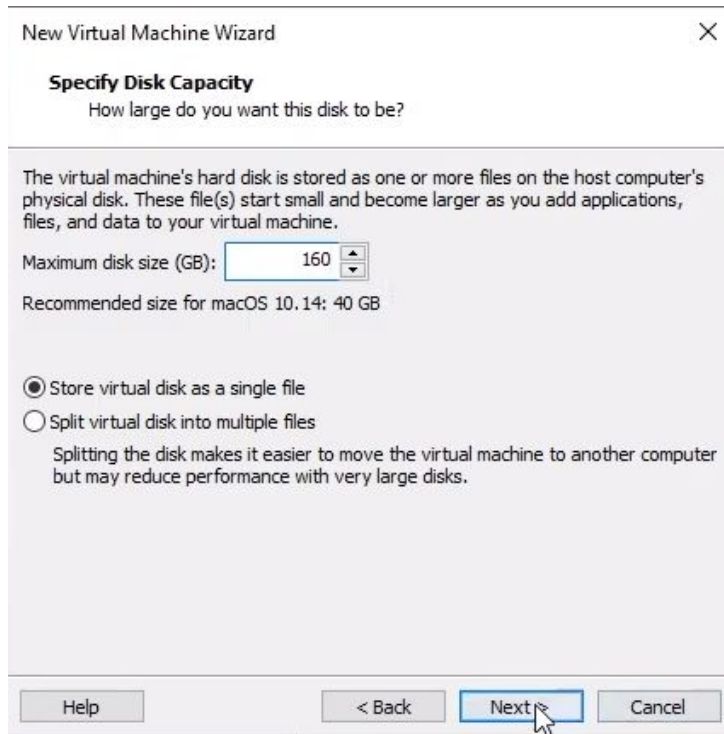 New Virtual Machine Wizard
Specify Disk Capacity
How large do you want this disk to be?
The virtual machine's hard disk is stored as one or more files on the host computer's
physical disk. These file(s) start small and become larger as you add applications,
files, and data to your virtual machine.
Maximum disk size (GB): 160
Recommended size for macOS 10.14: 40 GB
Store virtual disk as a single file
Split virtual disk into multiple files
Splitting the disk makes it easier to move the virtual machine to another computer
but may reduce performance with very large disks.
Help < Back Next > Cancel